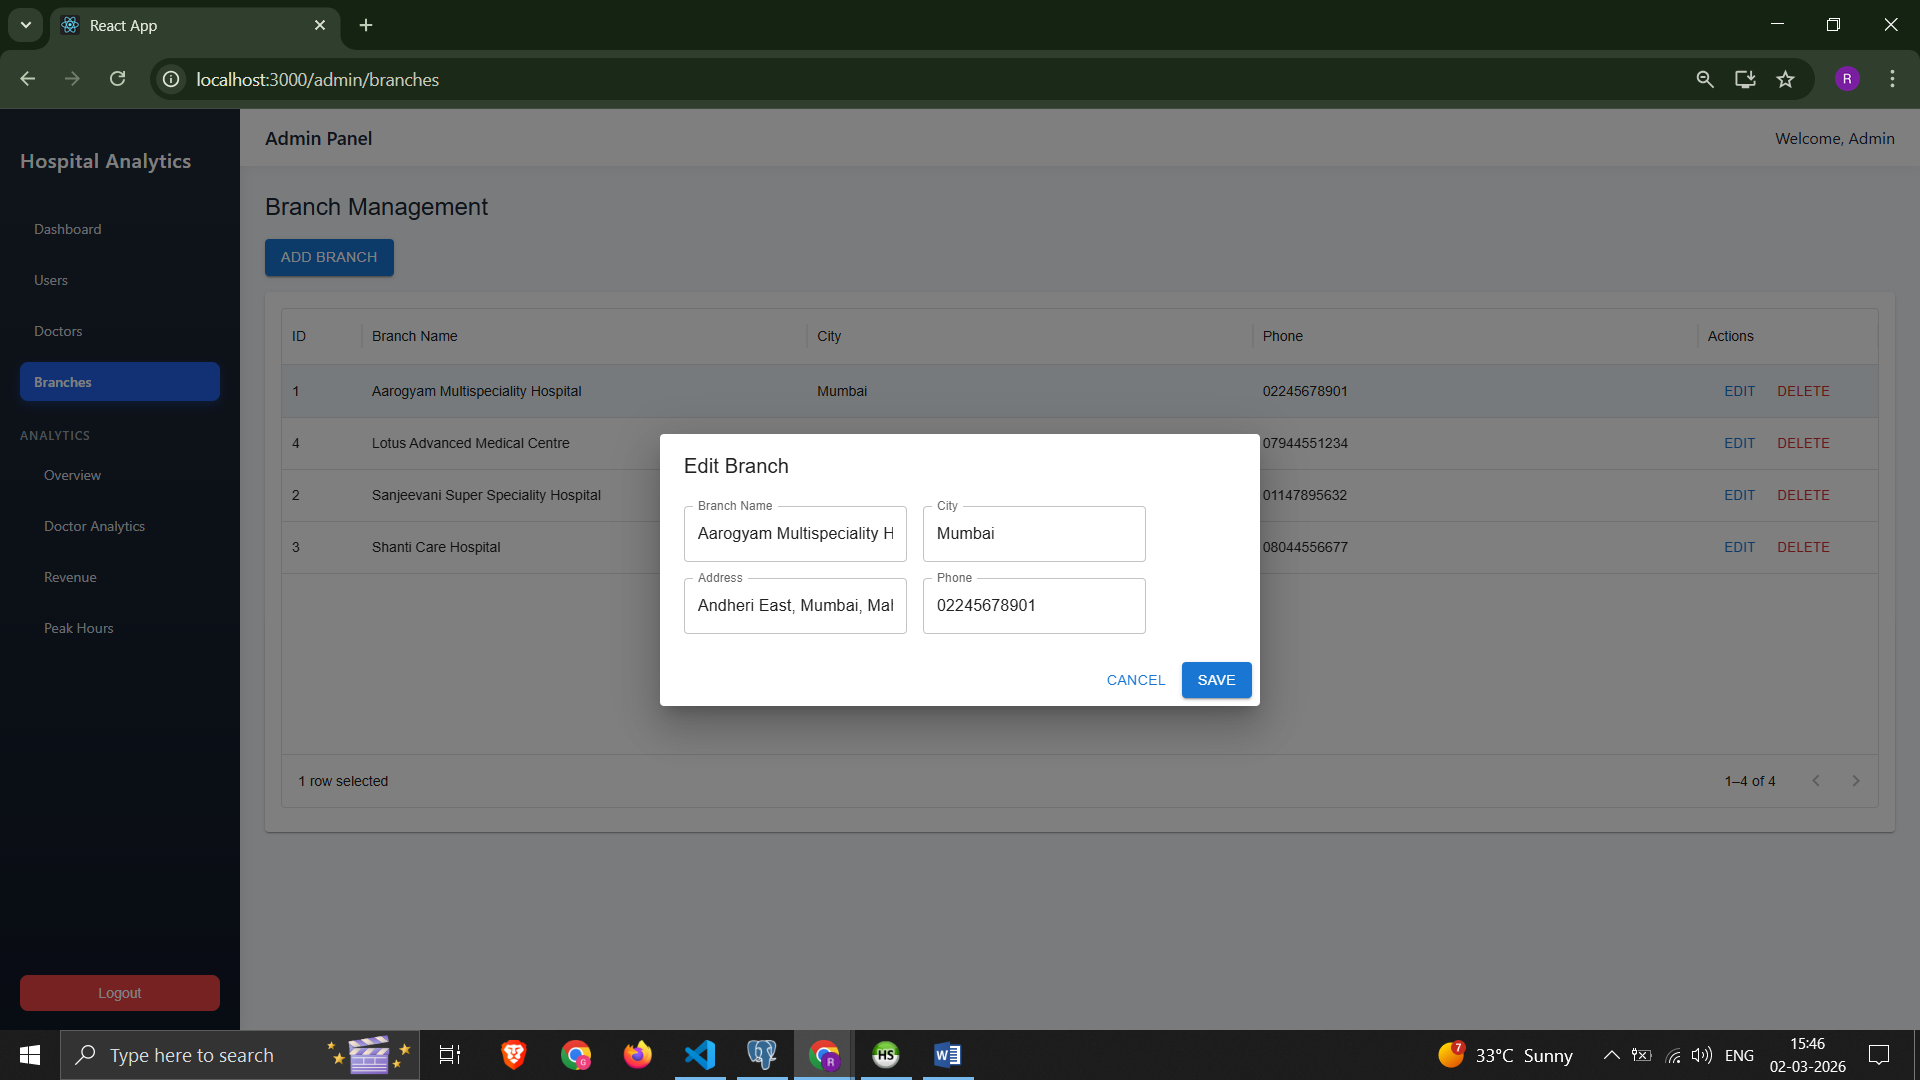 React App
localhost:3000/admin/branches
R
Hospital Analytics
Admin Panel
Welcome, Admin
Dashboard
Users
Doctors
Branches
ANALYTICS
Overview
Doctor Analytics
Revenue
Peak Hours
Logout
Branch Management
ADD BRANCH
ID Branch Name City Phone Actions
1 Aarogyam Multispeciality Hospital Mumbai 02245678901 EDIT DELETE
4 Lotus Advanced Medical Centre 07944551234 EDIT DELETE
2 Sanjeevani Super Speciality Hospital 01147895632 EDIT DELETE
3 Shanti Care Hospital 08044556677 EDIT DELETE
Edit Branch
Branch Name City
Aarogyam Multispeciality H Mumbai
Address Phone
Andheri East, Mumbai, Mal 02245678901
CANCEL SAVE
1 row selected 1–4 of 4
Type here to search
G
R
HS
W
7
33°C Sunny
ENG
15:46
02-03-2026